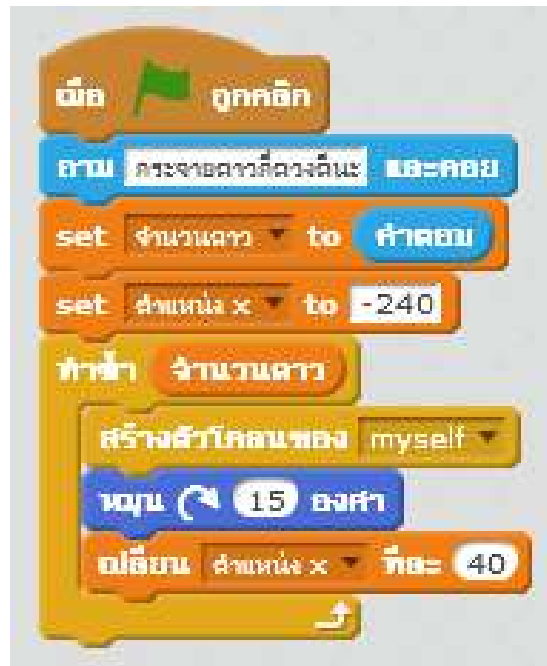 เมื่อ ถูกคลิก
ถาม กระจายดาวกี่ดวงดีนะ และคอย
set จำนวนดาว to คำตอบ
set ตำแหน่ง x to -240
ทำซ้ำ จำนวนดาว
สร้างตัวโคลนของ myself
หมุน 15 องศา
เปลี่ยน ตำแหน่ง x ทีละ 40